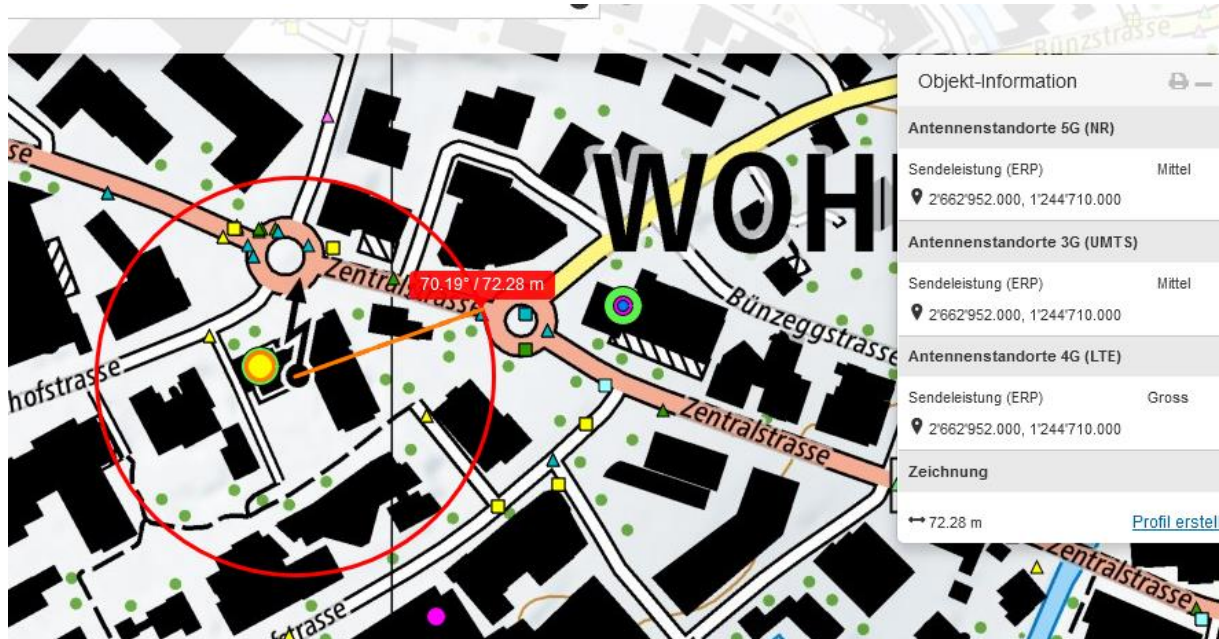 Bünzstrasse
Objekt-Information
Antennenstandorte 5G (NR)
Sendeleistung (ERP) Mittel
2'662'952.000, 1'244'710.000
Antennenstandorte 3G (UMTS)
Sendeleistung (ERP) Mittel
2'662'952.000, 1'244'710.000
Antennenstandorte 4G (LTE)
Sendeleistung (ERP) Gross
2'662'952.000, 1'244'710.000
Zeichnung
72.28 m Profil erstell
se
WOH
Zentralstrasse
70.19° / 72.28 m
Bünzeggstrasse
hofstrasse
Zentralstrasse
Zentralstrasse
strasse